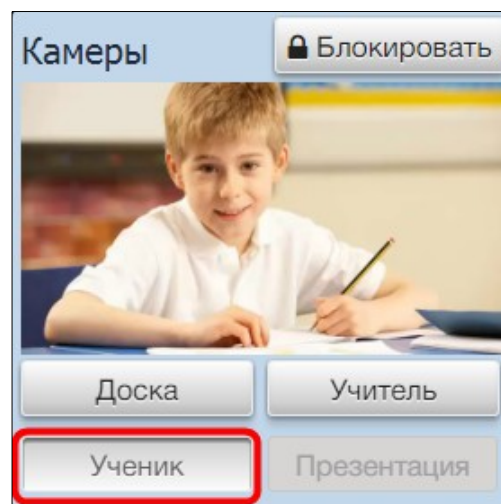 Камеры
Блокировать
Доска
Учитель
Ученик
Презентация